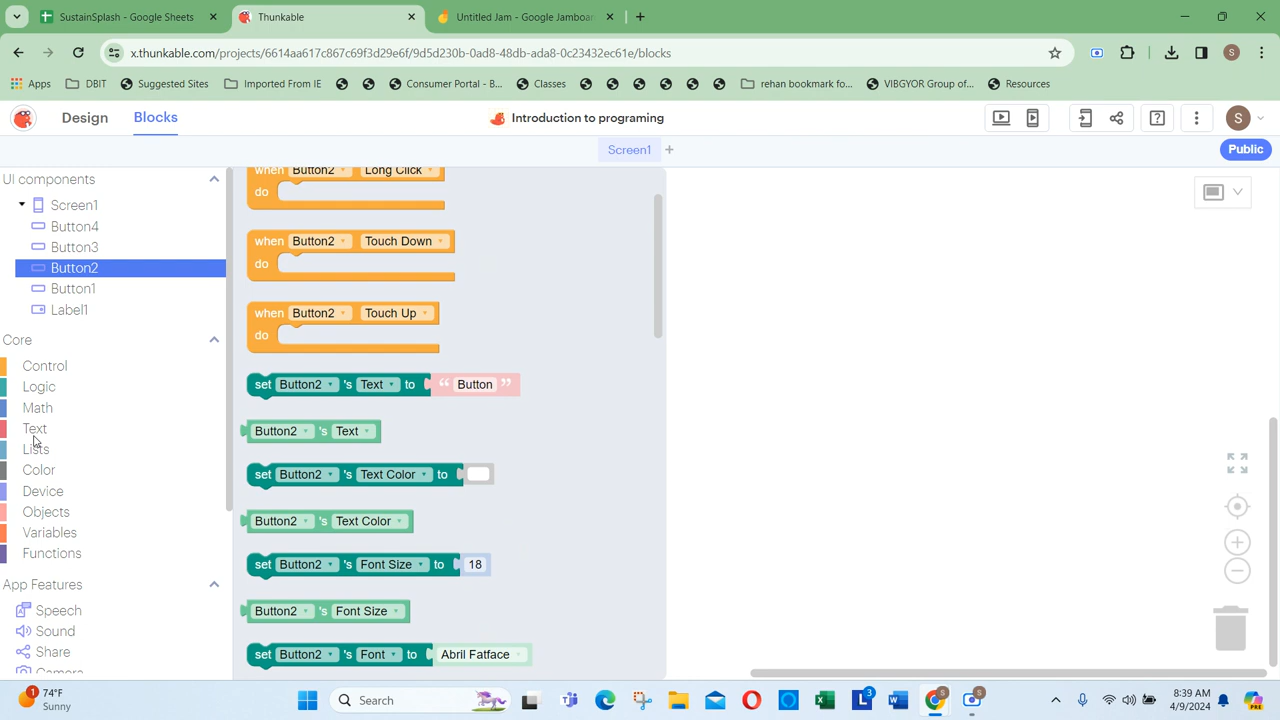 SustainSplash - Google Sheets
Thunkable
Untitled Jam - Google Jamboard
x.thunkable.com/projects/6614aa617c867c69f3d29e6f/9d5d230b-0ad8-48db-ada8-0c23432ec61e/blocks
S
Apps
DBIT
Suggested Sites
Imported From IE
Consumer Portal - B...
Classes
rehan bookmark fo...
VIBGYOR Group of...
Resources
Design
Blocks
Introduction to programing
S
Screen1
Public
UI components
Screen1
Button4
Button3
Button2
Button1
Label1
Core
Control
Logic
Math
Text
Lists
Color
Device
Objects
Variables
Functions
App Features
Speech
Sound
Share
Camera
when Button2 Long Click
do
when Button2 Touch Down
do
when Button2 Touch Up
do
set Button2 's Text to “ Button ”
Button2 's Text
set Button2 's Text Color to
Button2 's Text Color
set Button2 's Font Size to 18
Button2 's Font Size
set Button2 's Font to Abril Fatface
1
74°F
Sunny
Search
3
8:39 AM
4/9/2024